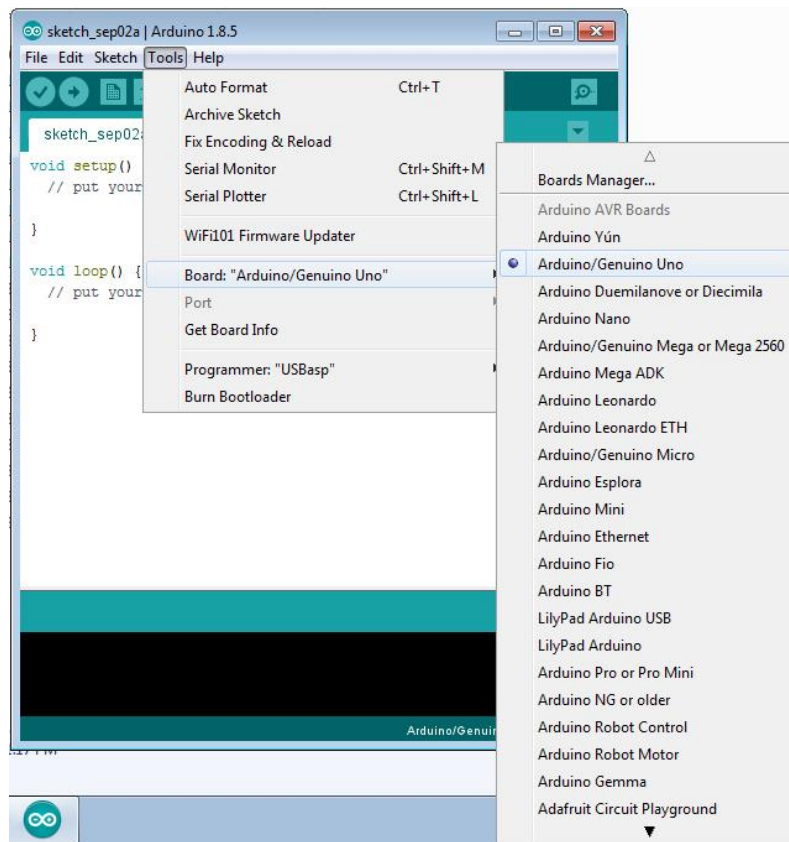 sketch_sep02a | Arduino 1.8.5
File Edit Sketch Tools Help
sketch_sep02a
void setup()
// put your
}
void loop() {
// put your
}
Auto Format Ctrl+T
Archive Sketch
Fix Encoding & Reload
Serial Monitor Ctrl+Shift+M
Serial Plotter Ctrl+Shift+L
WiFi101 Firmware Updater
Board: "Arduino/Genuino Uno"
Port
Get Board Info
Programmer: "USBasp"
Burn Bootloader
Boards Manager...
Arduino AVR Boards
Arduino Yún
Arduino/Genuino Uno
Arduino Duemilanove or Diecimila
Arduino Nano
Arduino/Genuino Mega or Mega 2560
Arduino Mega ADK
Arduino Leonardo
Arduino Leonardo ETH
Arduino/Genuino Micro
Arduino Esplora
Arduino Mini
Arduino Ethernet
Arduino Fio
Arduino BT
LilyPad Arduino USB
LilyPad Arduino
Arduino Pro or Pro Mini
Arduino NG or older
Arduino Robot Control
Arduino Robot Motor
Arduino Gemma
Adafruit Circuit Playground
Arduino/Genuin